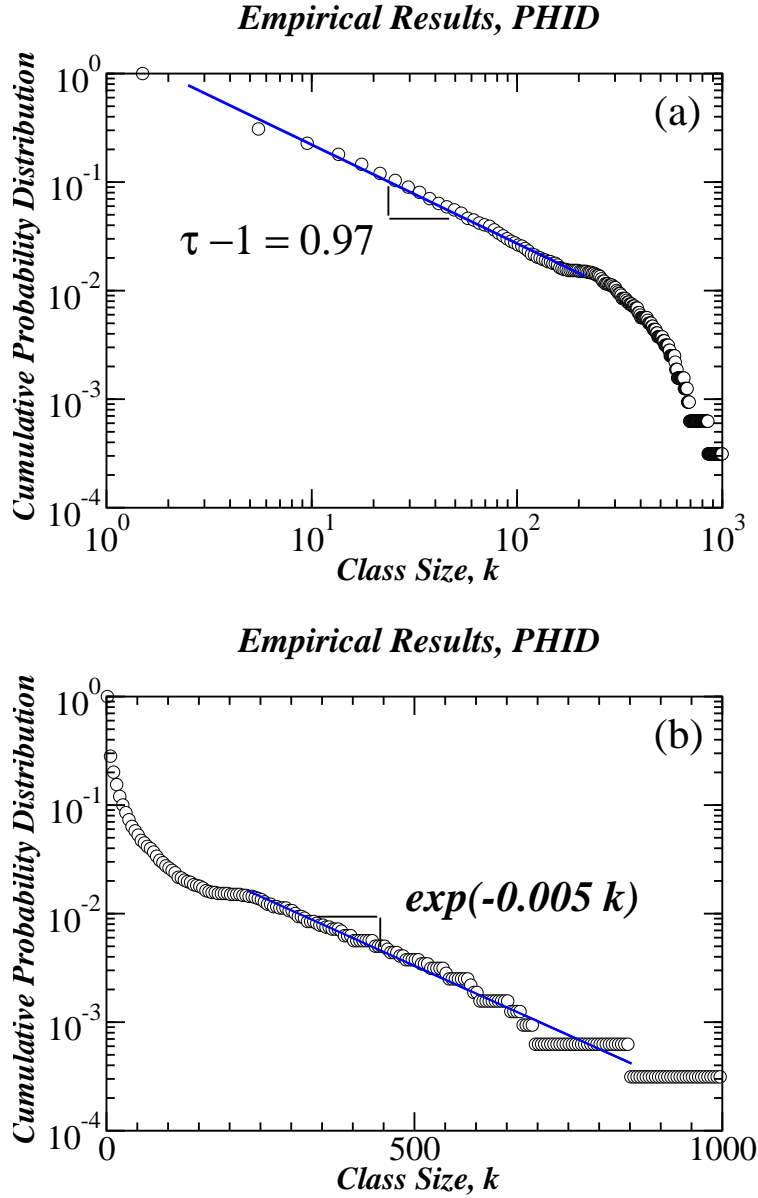 Empirical Results, PHID
Cumulative Probability Distribution
10^0
10^-1
10^-2
10^-3
10^-4
(a)
τ −1 = 0.97
10^0 10^1 10^2 10^3
Class Size, k
Empirical Results, PHID
Cumulative Probability Distribution
10^0
10^-1
10^-2
10^-3
10^-4
(b)
exp(-0.005 k)
0 500 1000
Class Size, k